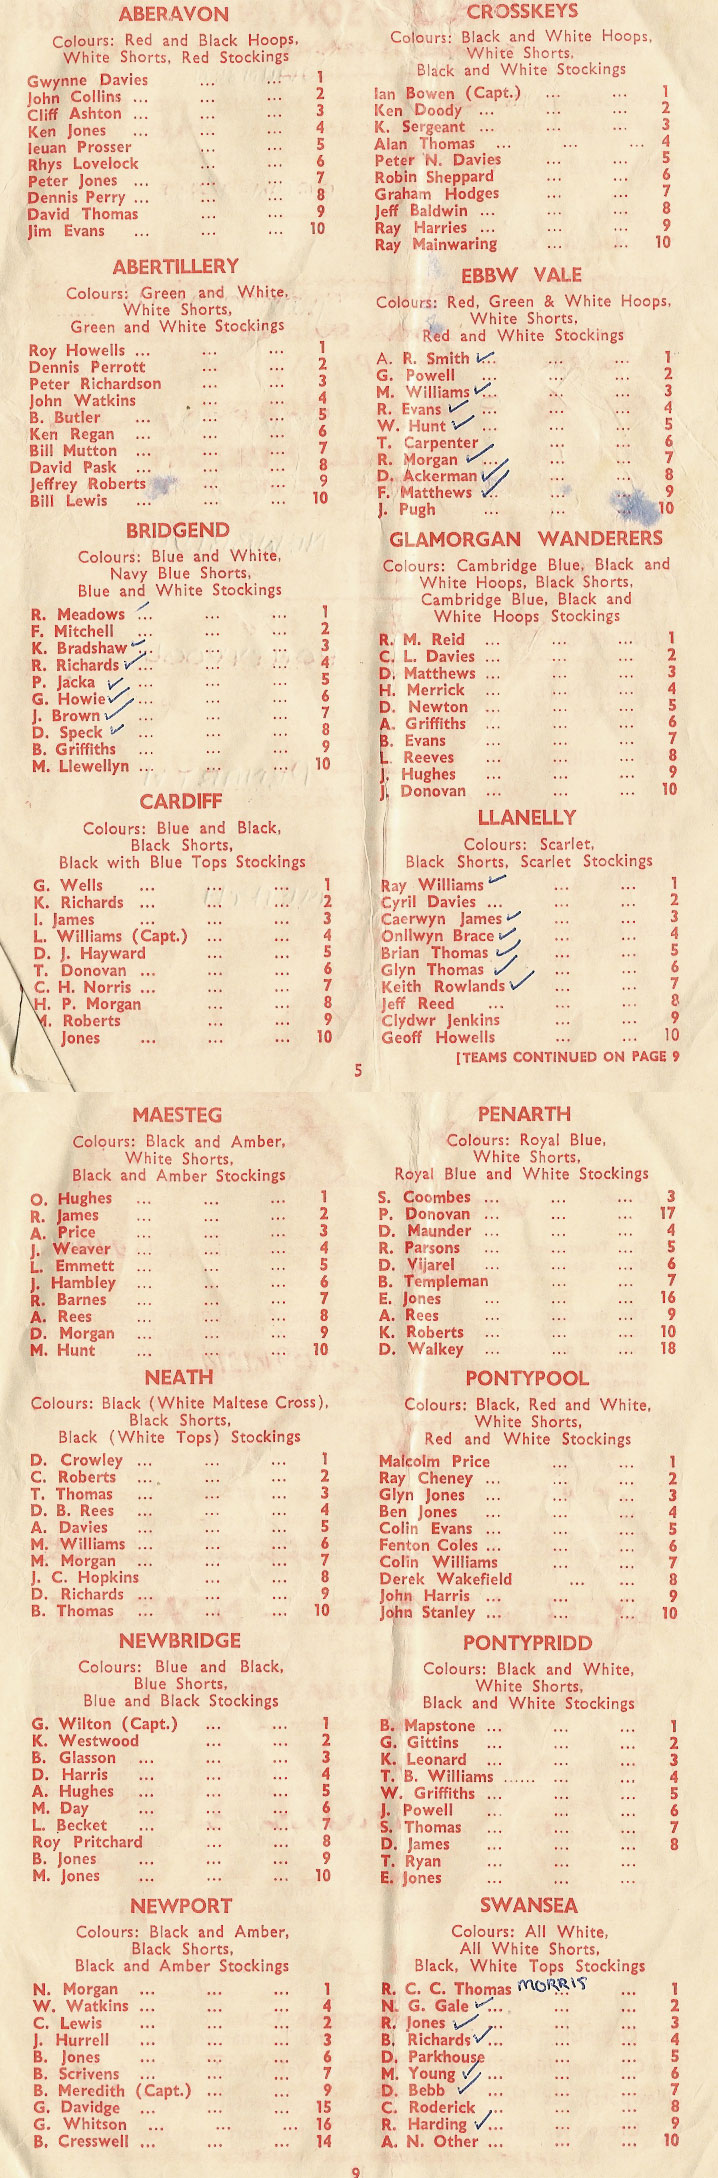 ABERAVON
Colours: Red and Black Hoops,
White Shorts, Red Stockings
Gwynne Davies ... ... 1
John Collins ... ... ... 2
Cliff Ashton ... ... ... 3
Ken Jones ... ... ... 4
Ieuan Prosser ... ... 5
Rhys Lovelock ... ... 6
Peter Jones ... ... ... 7
Dennis Perry ... ... ... 8
David Thomas ... ... 9
Jim Evans ... ... ... 10
ABERTILLERY
Colours: Green and White,
White Shorts,
Green and White Stockings
Roy Howells ... ... ... 1
Dennis Perrott ... ... 2
Peter Richardson ... ... 3
John Watkins ... ... 4
B. Butler ... ... ... 5
Ken Regan ... ... ... 6
Bill Mutton ... ... ... 7
David Pask ... ... ... 8
Jeffrey Roberts ... ... 9
Bill Lewis ... ... ... 10
BRIDGEND
Colours: Blue and White,
Navy Blue Shorts,
Blue and White Stockings
R. Meadows ... ... ... 1
F. Mitchell ... ... ... 2
K. Bradshaw ... ... ... 3
R. Richards ... ... ... 4
P. Jacka ... ... ... 5
G. Howie ... ... ... 6
J. Brown ... ... ... 7
D. Speck ... ... ... 8
B. Griffiths ... ... ... 9
M. Llewellyn ... ... ... 10
CARDIFF
Colours: Blue and Black,
Black Shorts,
Black with Blue Tops Stockings
G. Wells ... ... ... 1
K. Richards ... ... ... 2
I. James ... ... ... 3
L. Williams (Capt.) ... ... 4
D. J. Hayward ... ... 5
T. Donovan ... ... ... 6
C. H. Norris ... ... ... 7
H. P. Morgan ... ... 8
M. Roberts ... ... 9
Jones ... ... ... 10
CROSSKEYS
Colours: Black and White Hoops,
White Shorts,
Black and White Stockings
Ian Bowen (Capt.) ... ... 1
Ken Doody ... ... ... 2
K. Sergeant ... ... ... 3
Alan Thomas ... ... ... 4
Peter N. Davies ... ... 5
Robin Sheppard ... ... 6
Graham Hodges ... ... 7
Jeff Baldwin ... ... ... 8
Ray Harries ... ... ... 9
Ray Mainwaring ... ... 10
EBBW VALE
Colours: Red, Green & White Hoops,
White Shorts,
Red and White Stockings
A. R. Smith ... ... ... 1
G. Powell ... ... ... 2
M. Williams ... ... ... 3
R. Evans ... ... ... 4
W. Hunt ... ... ... 5
T. Carpenter ... ... 6
R. Morgan ... ... ... 7
D. Ackerman ... ... 8
F. Matthews ... ... ... 9
J. Pugh ... ... ... 10
GLAMORGAN WANDERERS
Colours: Cambridge Blue, Black and
White Hoops, Black Shorts,
Cambridge Blue, Black and
White Hoops Stockings
R. M. Reid ... ... ... 1
C. L. Davies ... ... ... 2
D. Matthews ... ... ... 3
H. Merrick ... ... ... 4
D. Newton ... ... ... 5
A. Griffiths ... ... ... 6
B. Evans ... ... ... 7
L. Reeves ... ... ... 8
J. Hughes ... ... ... 9
J. Donovan ... ... ... 10
LLANELLY
Colours: Scarlet,
Black Shorts, Scarlet Stockings
Ray Williams ... ... 1
Cyril Davies ... ... ... 2
Caerwyn James ... ... 3
Onllwyn Brace ... ... 4
Brian Thomas ... ... 5
Glyn Thomas ... ... 6
Keith Rowlands ... ... 7
Jeff Reed ... ... ... 8
Clydwr Jenkins ... ... 9
Geoff Howells ... ... 10
[TEAMS CONTINUED ON PAGE 9
5
MAESTEG
Colours: Black and Amber,
White Shorts,
Black and Amber Stockings
O. Hughes ... ... ... 1
R. James ... ... ... 2
A. Price ... ... ... 3
J. Weaver ... ... ... 4
L. Emmett ... ... ... 5
J. Hambley ... ... ... 6
R. Barnes ... ... ... 7
A. Rees ... ... ... 8
D. Morgan ... ... ... 9
M. Hunt ... ... ... 10
NEATH
Colours: Black (White Maltese Cross),
Black Shorts,
Black (White Tops) Stockings
D. Crowley ... ... ... 1
C. Roberts ... ... ... 2
T. Thomas ... ... ... 3
D. B. Rees ... ... ... 4
A. Davies ... ... ... 5
M. Williams ... ... ... 6
M. Morgan ... ... ... 7
J. C. Hopkins ... ... 8
D. Richards ... ... ... 9
B. Thomas ... ... ... 10
NEWBRIDGE
Colours: Blue and Black,
Blue Shorts,
Blue and Black Stockings
G. Wilton (Capt.) ... ... 1
K. Westwood ... ... 2
B. Glasson ... ... ... 3
D. Harris ... ... ... 4
A. Hughes ... ... ... 5
M. Day ... ... ... 6
L. Becket ... ... ... 7
Roy Pritchard ... ... 8
B. Jones ... ... ... 9
M. Jones ... ... ... 10
NEWPORT
Colours: Black and Amber,
Black Shorts,
Black and Amber Stockings
N. Morgan ... ... ... 1
W. Watkins ... ... ... 4
C. Lewis ... ... ... 2
J. Hurrell ... ... ... 3
B. Jones ... ... ... 6
B. Scrivens ... ... ... 7
B. Meredith (Capt.) ... ... 9
G. Davidge ... ... ... 15
G. Whitson ... ... ... 16
B. Cresswell ... ... ... 14
PENARTH
Colours: Royal Blue,
White Shorts,
Royal Blue and White Stockings
S. Coombes ... ... ... 3
P. Donovan ... ... ... 17
D. Maunder ... ... ... 4
R. Parsons ... ... ... 5
D. Vijarel ... ... ... 6
B. Templeman ... ... 7
E. Jones ... ... ... 16
A. Rees ... ... ... 9
K. Roberts ... ... ... 10
D. Walkey ... ... ... 18
PONTYPOOL
Colours: Black, Red and White,
White Shorts,
Red and White Stockings
Malcolm Price ... ... 1
Ray Cheney ... ... ... 2
Glyn Jones ... ... ... 3
Ben Jones ... ... ... 4
Colin Evans ... ... ... 5
Fenton Coles ... ... ... 6
Colin Williams ... ... 7
Derek Wakefield ... ... 8
John Harris ... ... ... 9
John Stanley ... ... ... 10
PONTYPRIDD
Colours: Black and White,
White Shorts,
Black and White Stockings
B. Mapstone ... ... ... 1
G. Gittins ... ... ... 2
K. Leonard ... ... ... 3
T. B. Williams ...... ... ... 4
W. Griffiths ... ... ... 5
J. Powell ... ... ... 6
S. Thomas ... ... ... 7
D. James ... ... ... 8
T. Ryan ... ... ...
E. Jones ... ... ...
SWANSEA
Colours: All White,
All White Shorts,
Black, White Tops Stockings
R. C. C. Thomas MORRIS ... 1
N. G. Gale ... ... ... 2
R. Jones ... ... ... 3
B. Richards ... ... ... 4
D. Parkhouse ... ... 5
M. Young ... ... ... 6
D. Bebb ... ... ... 7
C. Roderick ... ... 8
R. Harding ... ... ... 9
A. N. Other ... ... ... 10
9